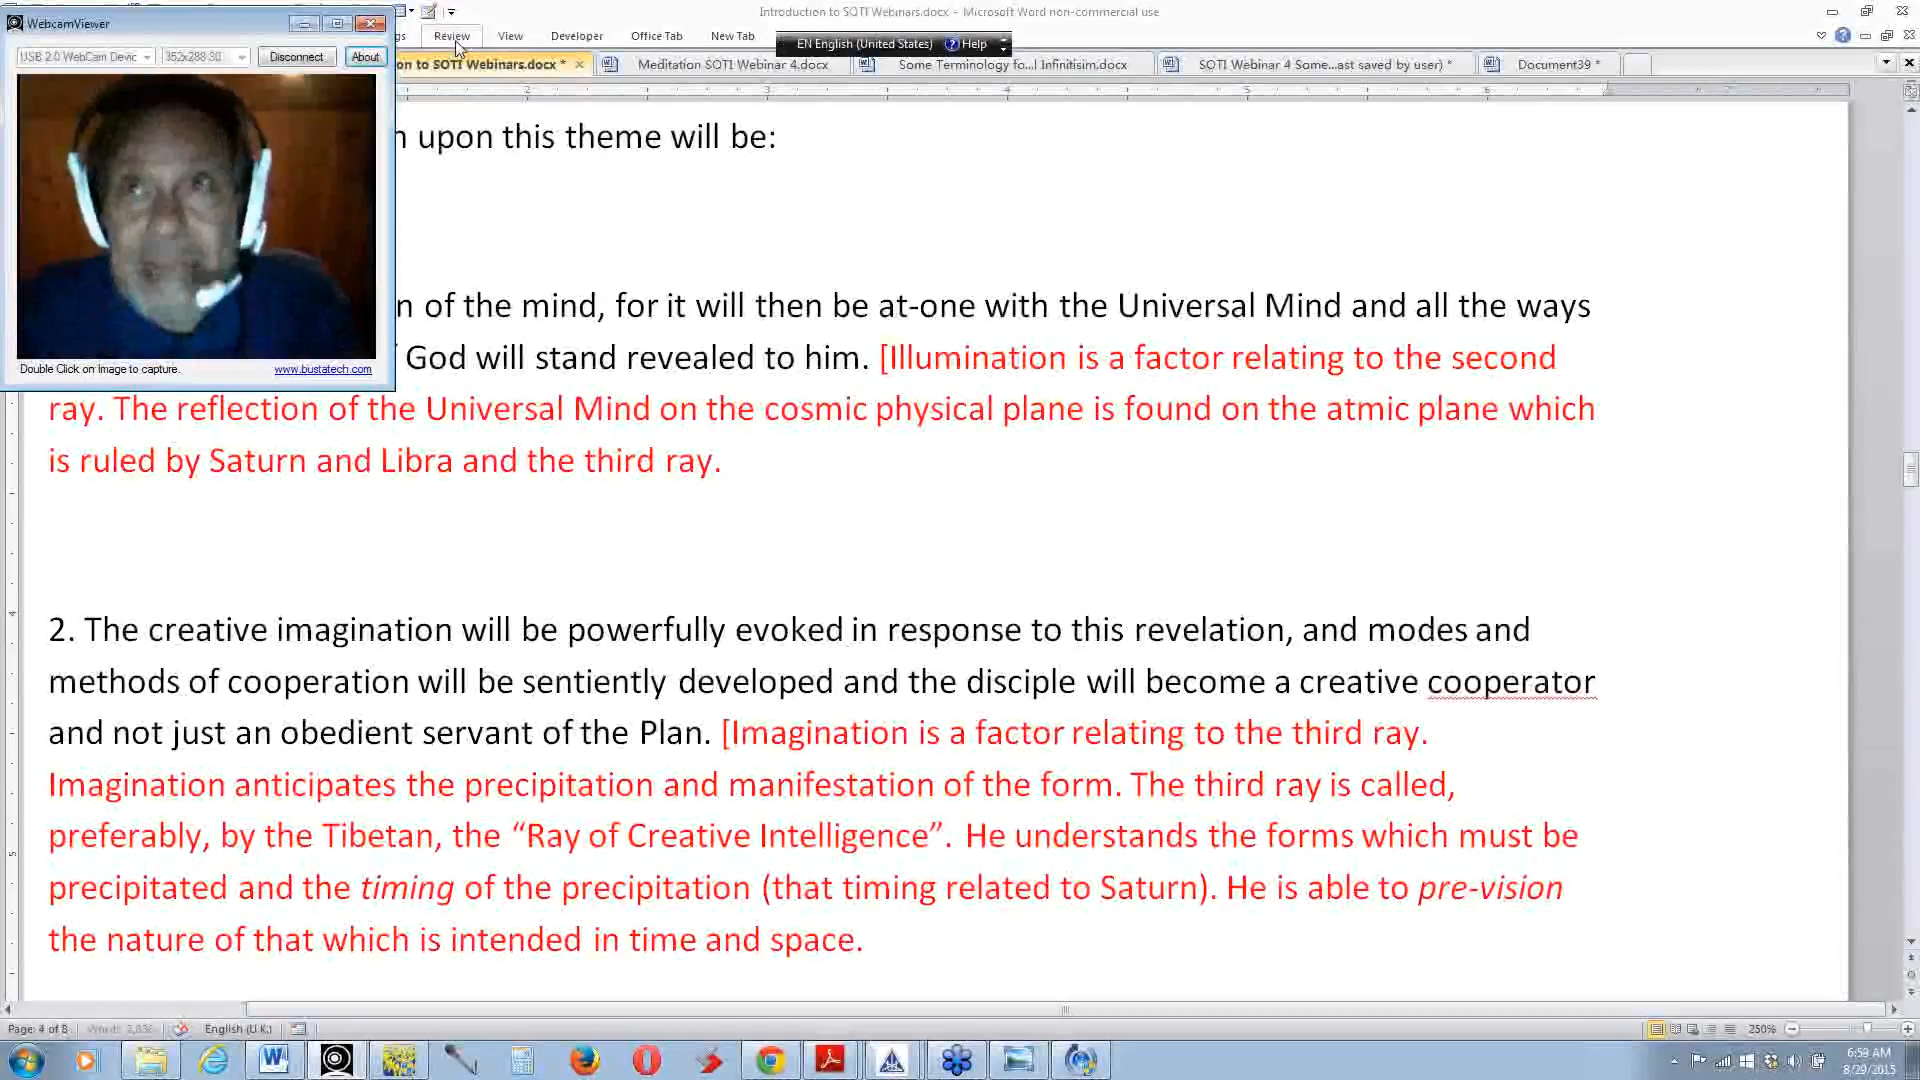 WebcamViewer
Introduction to SOTI Webinars.docx - Microsoft Word non-commercial use
gs Review View Developer Office Tab New Tab
EN English (United States) Help
USB 2.0 WebCam Devic 352x288 30 Disconnect About
on to SOTI Webinars.docx * Meditation SOTI Webinar 4.docx Some Terminology fo...l Infinitisim.docx SOTI Webinar 4 Some...ast saved by user) * Document39 *
2 3 4 5 6
n upon this theme will be:
n of the mind, for it will then be at-one with the Universal Mind and all the ways
God will stand revealed to him. [Illumination is a factor relating to the second
Double Click on Image to capture. www.bustatech.com
ray. The reflection of the Universal Mind on the cosmic physical plane is found on the atmic plane which
is ruled by Saturn and Libra and the third ray.
2. The creative imagination will be powerfully evoked in response to this revelation, and modes and
methods of cooperation will be sentiently developed and the disciple will become a creative cooperator
and not just an obedient servant of the Plan. [Imagination is a factor relating to the third ray.
Imagination anticipates the precipitation and manifestation of the form. The third ray is called,
preferably, by the Tibetan, the “Ray of Creative Intelligence”. He understands the forms which must be
precipitated and the timing of the precipitation (that timing related to Saturn). He is able to pre-vision
the nature of that which is intended in time and space.
Page: 4 of 8 English (U.K.) 250%
6:59 AM
8/29/2015